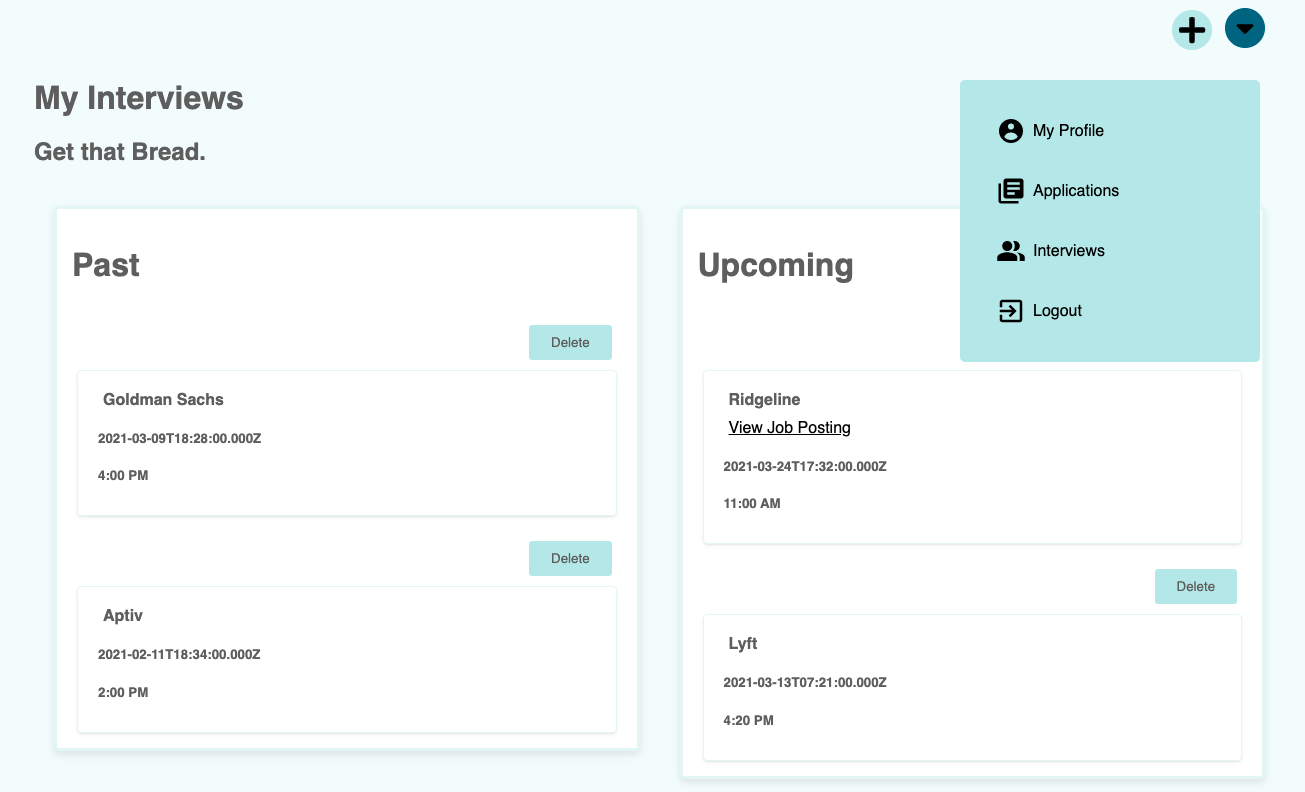 My Interviews
Get that Bread.
My Profile
Applications
Interviews
Logout
Past
Delete
Goldman Sachs
2021-03-09T18:28:00.000Z
4:00 PM
Delete
Aptiv
2021-02-11T18:34:00.000Z
2:00 PM
Upcoming
Ridgeline
View Job Posting
2021-03-24T17:32:00.000Z
11:00 AM
Delete
Lyft
2021-03-13T07:21:00.000Z
4:20 PM